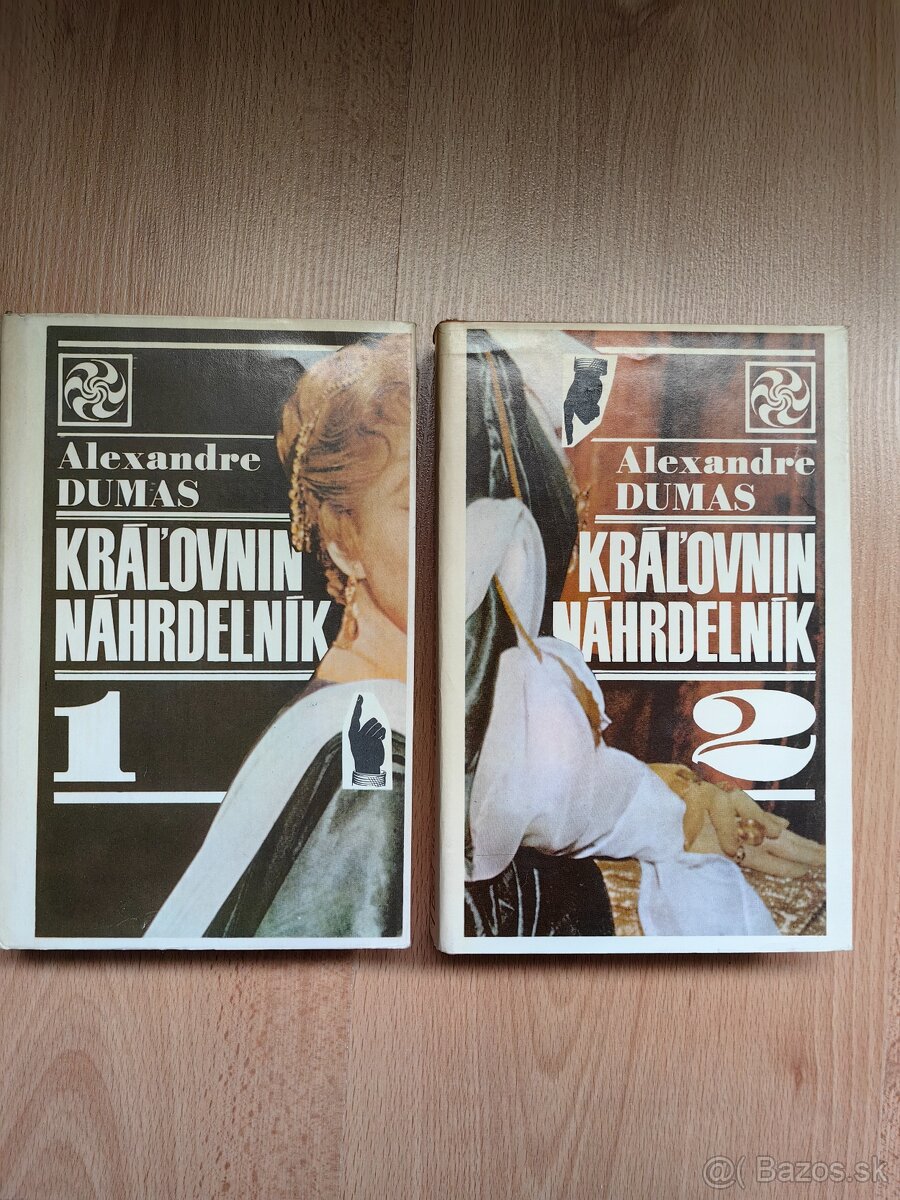 Alexandre
DUMAS
KRÁĽOVNIN
NÁHRDELNÍK
1
Alexandre
DUMAS
KRÁĽOVNIN
NÁHRDELNÍK
2
@( Bazos.sk